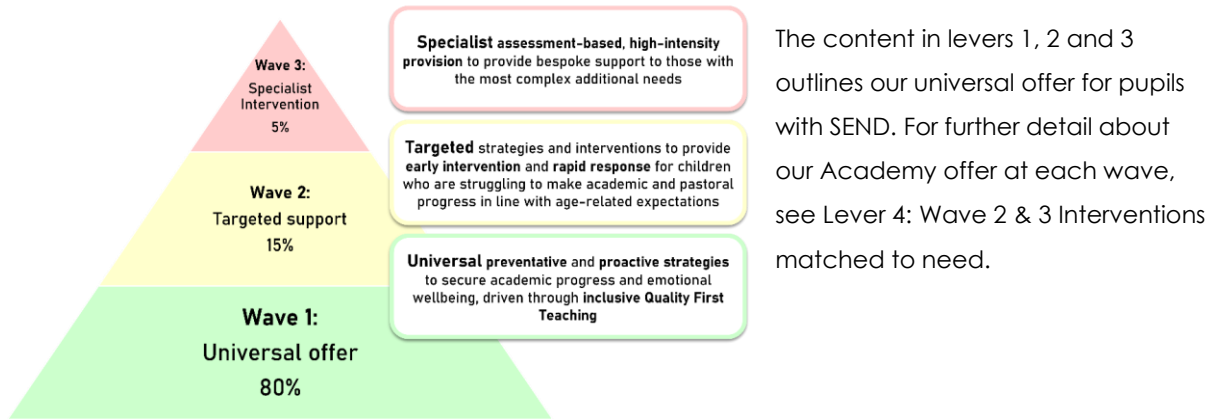 Wave 3:
Specialist
Intervention
5%
Specialist assessment-based, high-intensity
provision to provide bespoke support to those with
the most complex additional needs
Wave 2:
Targeted support
15%
Targeted strategies and interventions to provide
early intervention and rapid response for children
who are struggling to make academic and pastoral
progress in line with age-related expectations
Wave 1:
Universal offer
80%
Universal preventative and proactive strategies
to secure academic progress and emotional
wellbeing, driven through inclusive Quality First
Teaching
The content in levers 1, 2 and 3
outlines our universal offer for pupils
with SEND. For further detail about
our Academy offer at each wave,
see Lever 4: Wave 2 & 3 Interventions
matched to need.